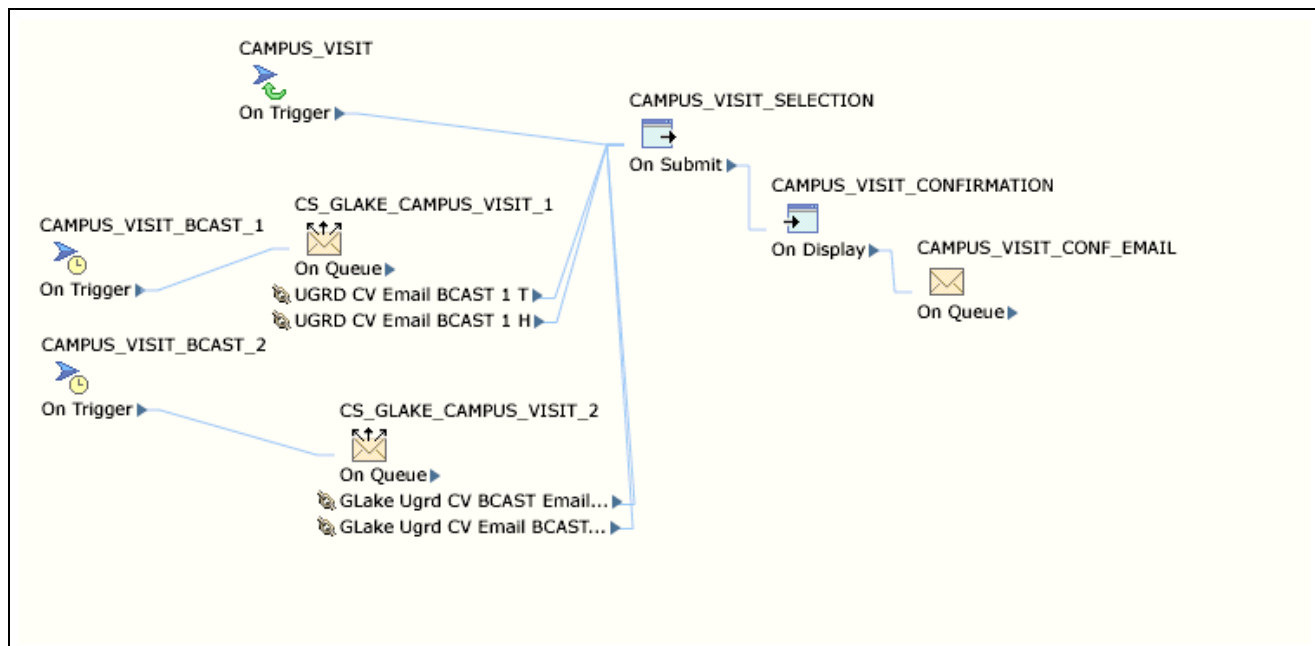 CAMPUS_VISIT
On Trigger
CAMPUS_VISIT_SELECTION
On Submit
CAMPUS_VISIT_CONFIRMATION
On Display
CAMPUS_VISIT_CONF_EMAIL
On Queue
CAMPUS_VISIT_BCAST_1
On Trigger
CS_GLAKE_CAMPUS_VISIT_1
On Queue
UGRD CV Email BCAST 1 T
UGRD CV Email BCAST 1 H
CAMPUS_VISIT_BCAST_2
On Trigger
CS_GLAKE_CAMPUS_VISIT_2
On Queue
GLake Ugrd CV BCAST Email...
GLake Ugrd CV Email BCAST...